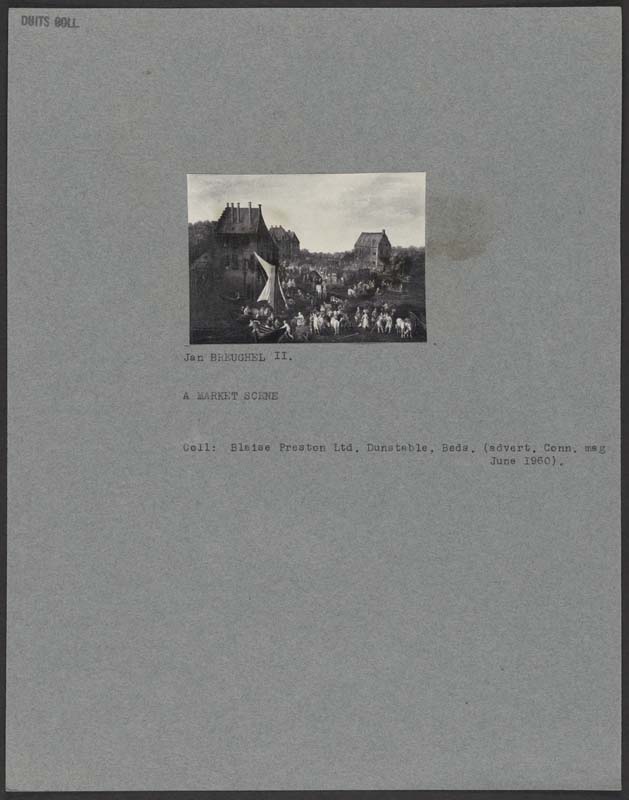 DUITS COLL.
Jan BREUGHEL II.
A MARKET SCENE
Coll: Blaise Preston Ltd. Dunstable, Beds. (advert. Conn. mag
June 1960).